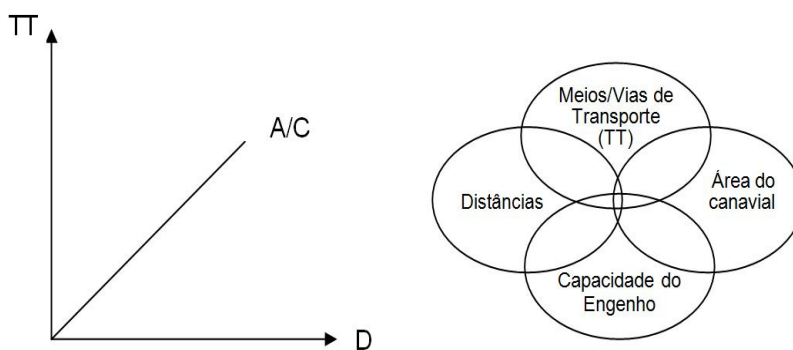 TT
A/C
D
Meios/Vias de
Transporte
(TT)
Distâncias
Área do
canavial
Capacidade do
Engenho